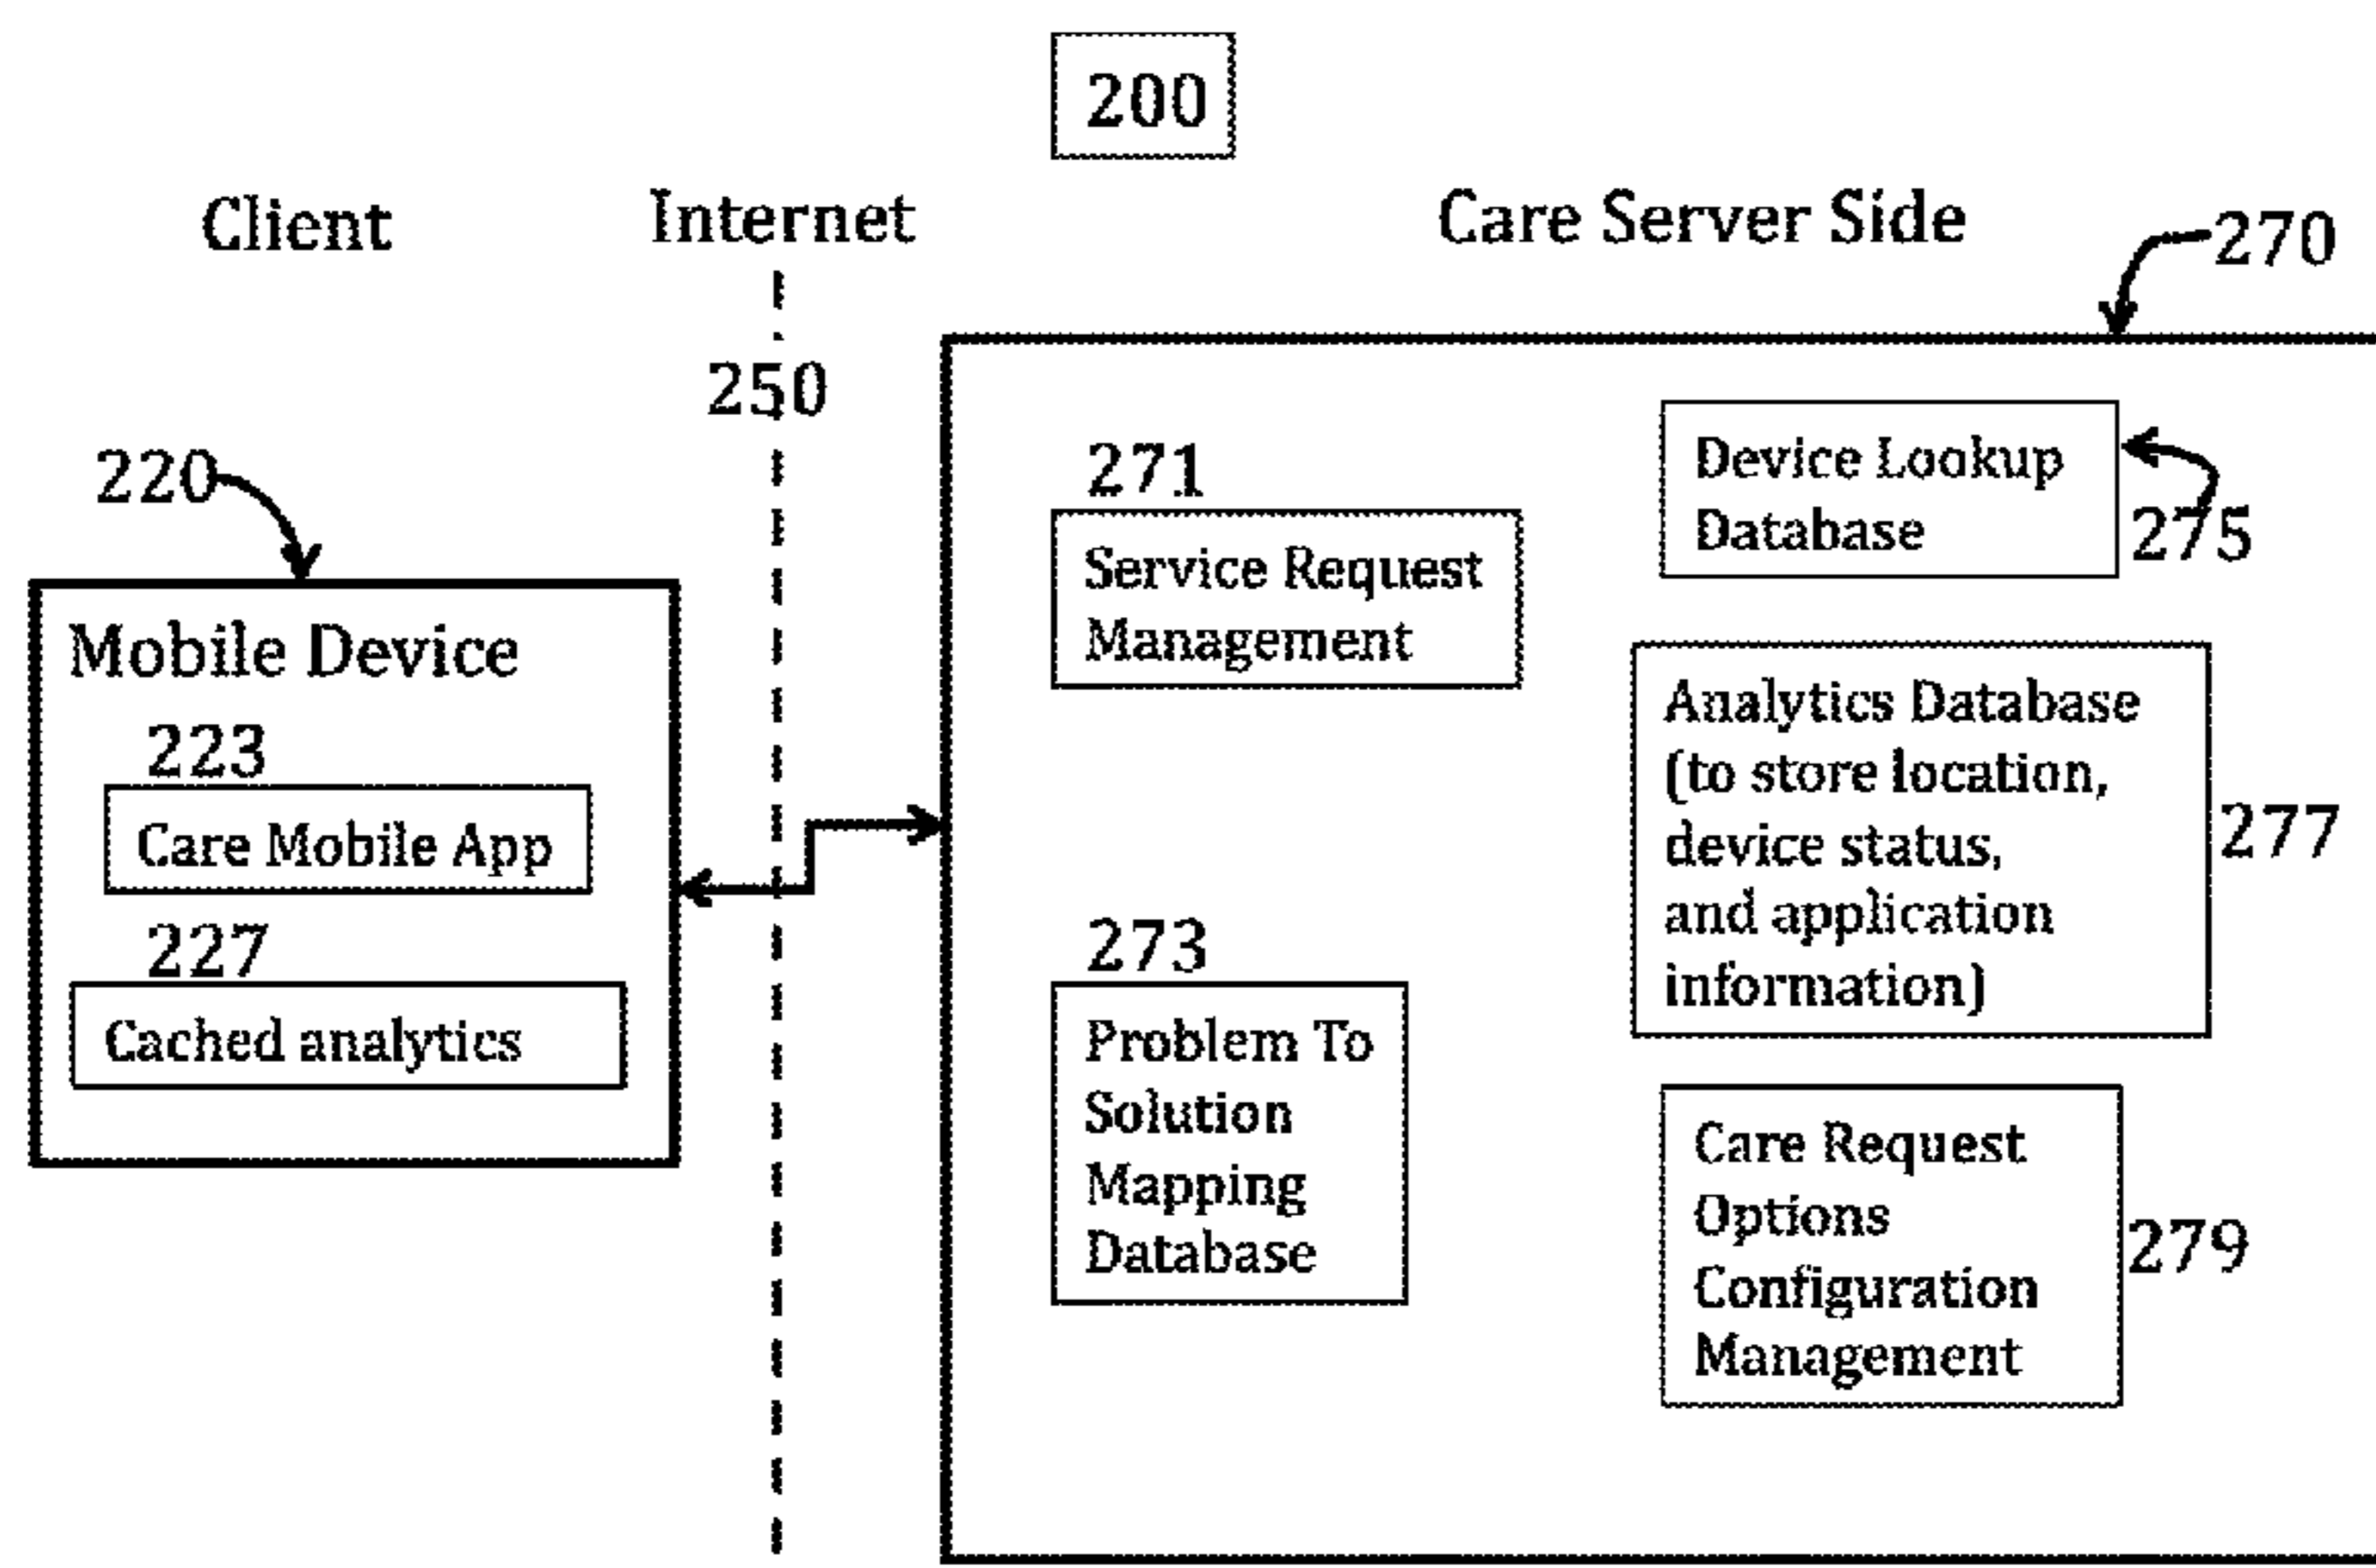 200
Client
Internet
Care Server Side
270
250
220
Mobile Device
223
Care Mobile App
227
Cached analytics
271
Service Request
Management
273
Problem To
Solution
Mapping
Database
Device Lookup
Database
275
Analytics Database
(to store location,
device status,
and application
information)
277
Care Request
Options
Configuration
Management
279